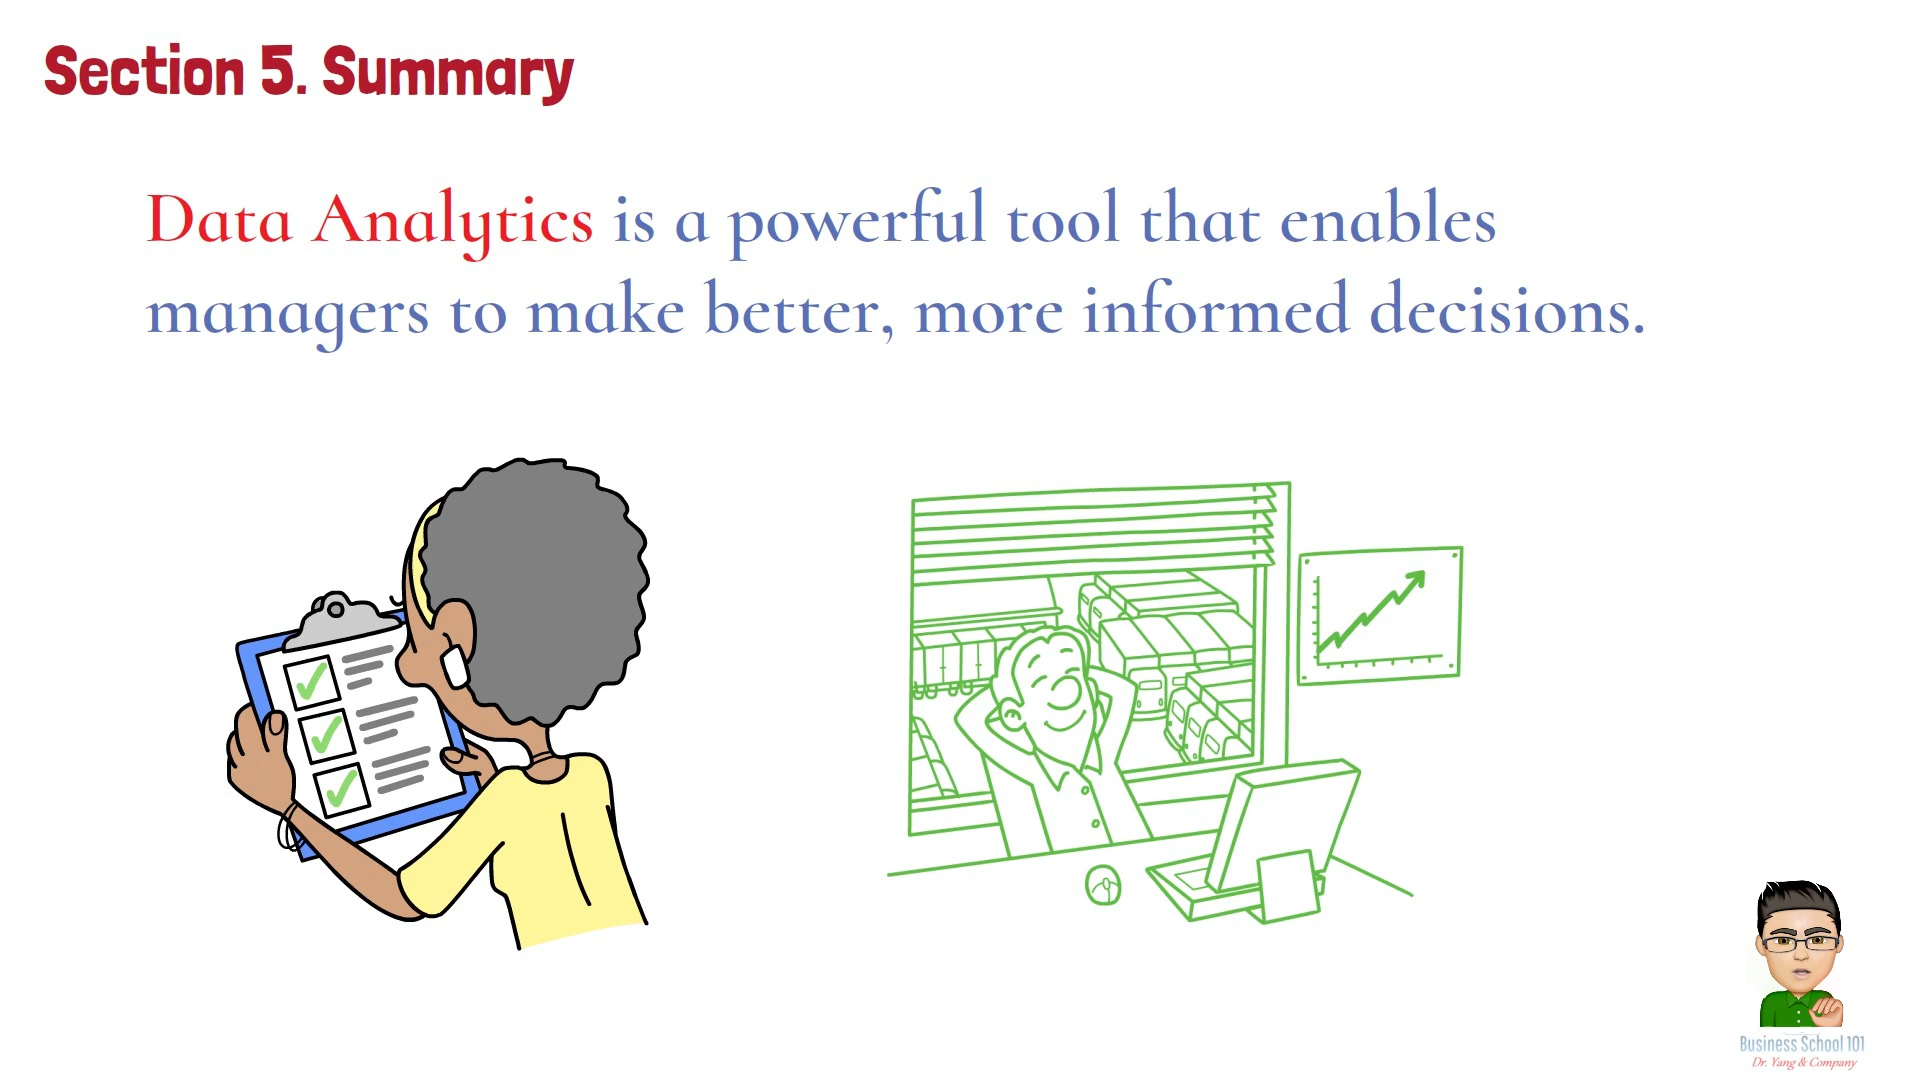 Section 5. Summary
Data Analytics is a powerful tool that enables
managers to make better, more informed decisions.
Business School 101
Dr. Yang & Company